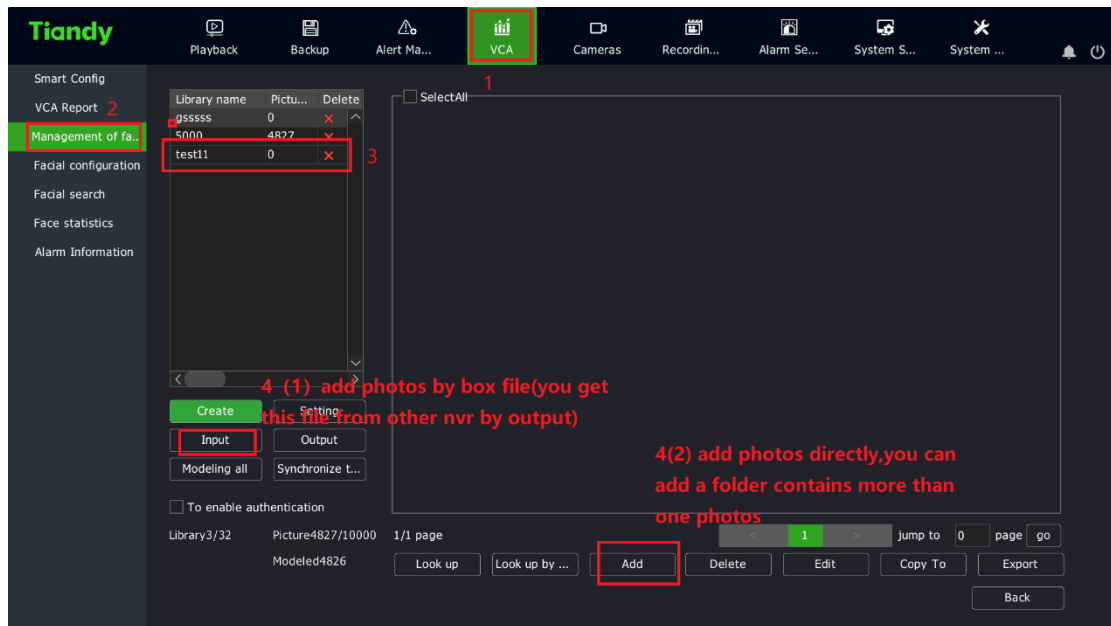 Tiandy
Playback
Backup
Alert Ma...
VCA
Cameras
Recordin...
Alarm Se...
System S...
System ...
1
Smart Config
VCA Report 2
Management of fa..
Facial configuration
Facial search
Face statistics
Alarm Information
Library name Pictu... Delete
gsssss 0
5000 4827
test11 0
3
SelectAll
4 (1) add photos by box file(you get
this file from other nvr by output)
Create Setting
Input Output
Modeling all Synchronize t...
To enable authentication
Library3/32 Picture4827/10000
Modeled4826
4(2) add photos directly,you can
add a folder contains more than
one photos
1/1 page < 1 > jump to 0 page go
Look up Look up by ... Add Delete Edit Copy To Export
Back